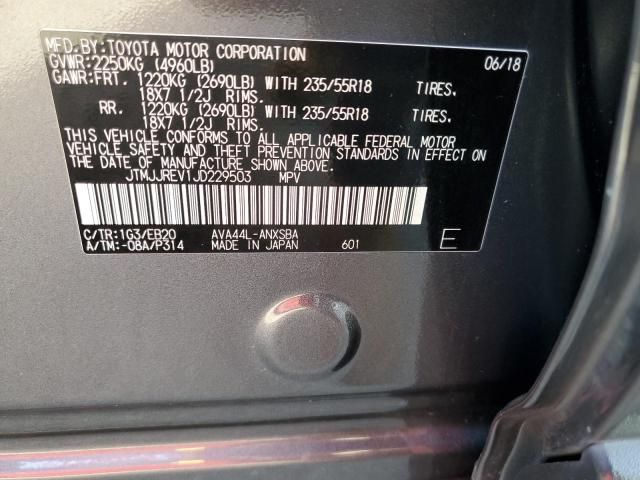 MFD.BY:TOYOTA MOTOR CORPORATION 06/18
GVWR:2250KG (4960LB)
GAWR:FRT. 1220KG (2690LB) WITH 235/55R18 TIRES.
18X7 1/2J RIMS.
RR. 1220KG (2690LB) WITH 235/55R18 TIRES.
18X7 1/2J RIMS.
THIS VEHICLE CONFORMS TO ALL APPLICABLE FEDERAL MOTOR
VEHICLE SAFETY AND THEFT PREVENTION STANDARDS IN EFFECT ON
THE DATE OF MANUFACTURE SHOWN ABOVE.
JTMJJREV1JD229503 MPV
C/TR:1G3/EB20 AVA44L-ANXSBA
A/TM:-08A/P314 MADE IN JAPAN 601 E